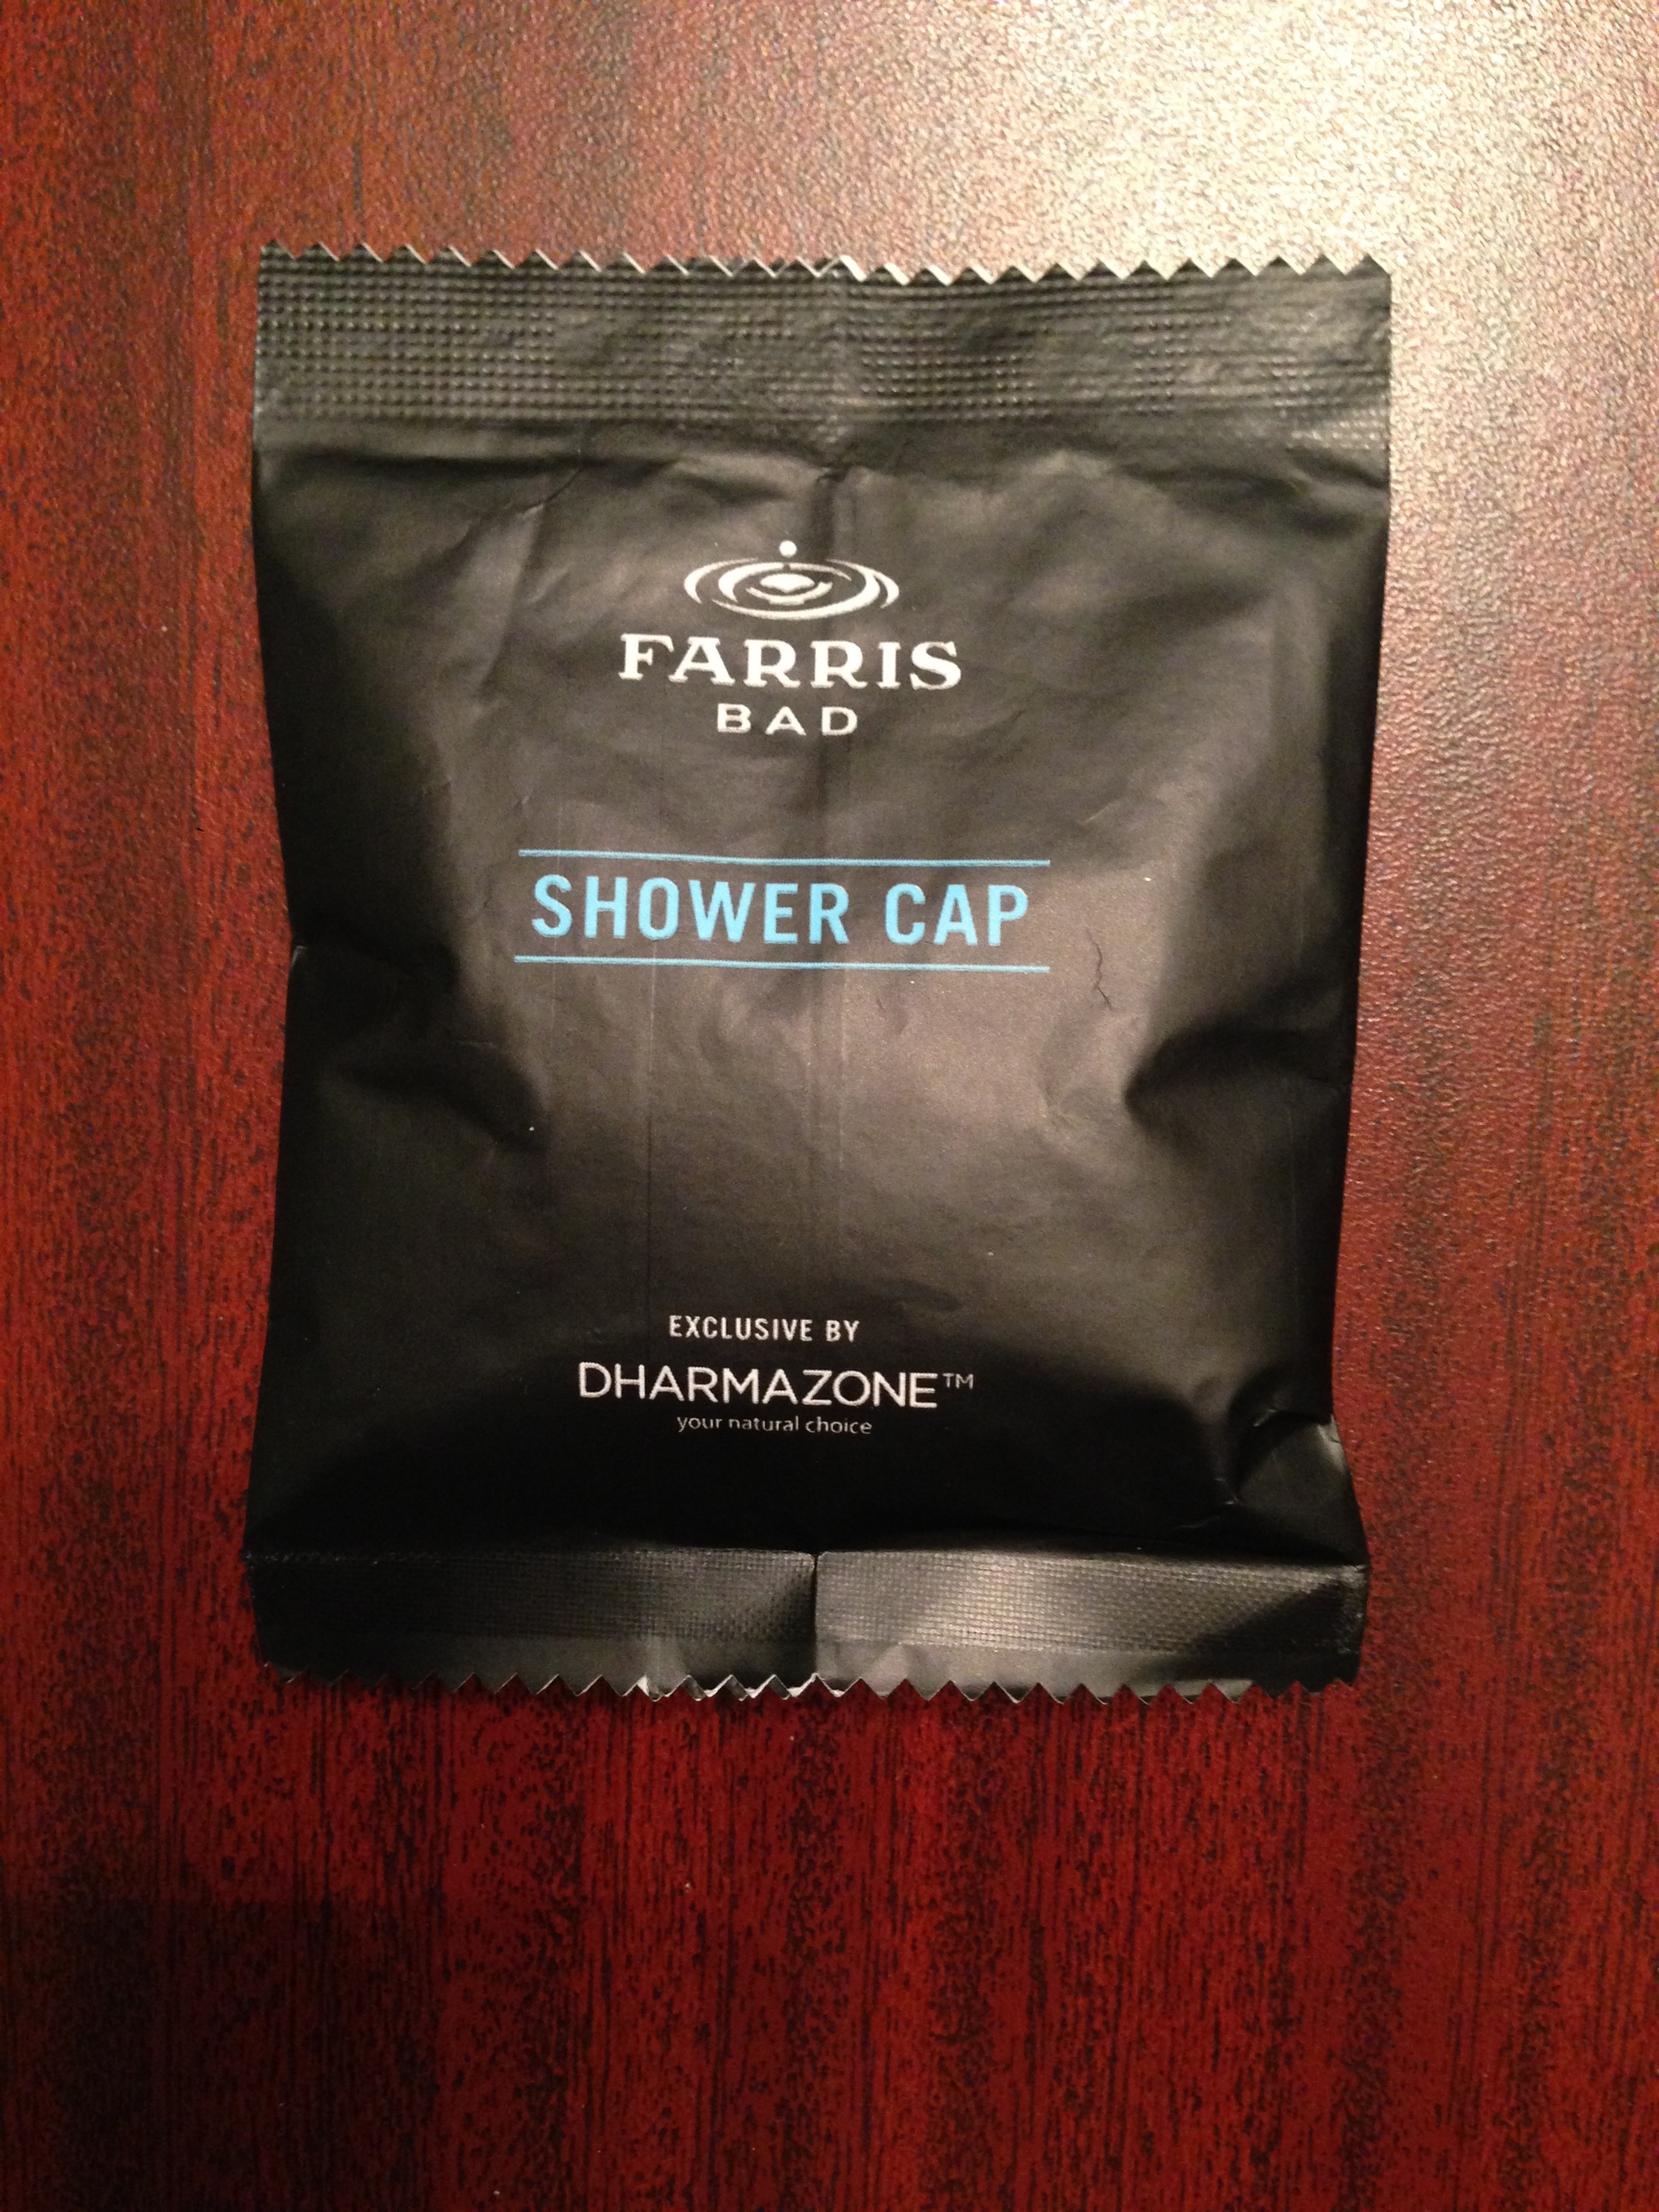 FARRIS
BAD
SHOWER CAP
EXCLUSIVE BY
DHARMAZONE™
your natural choice